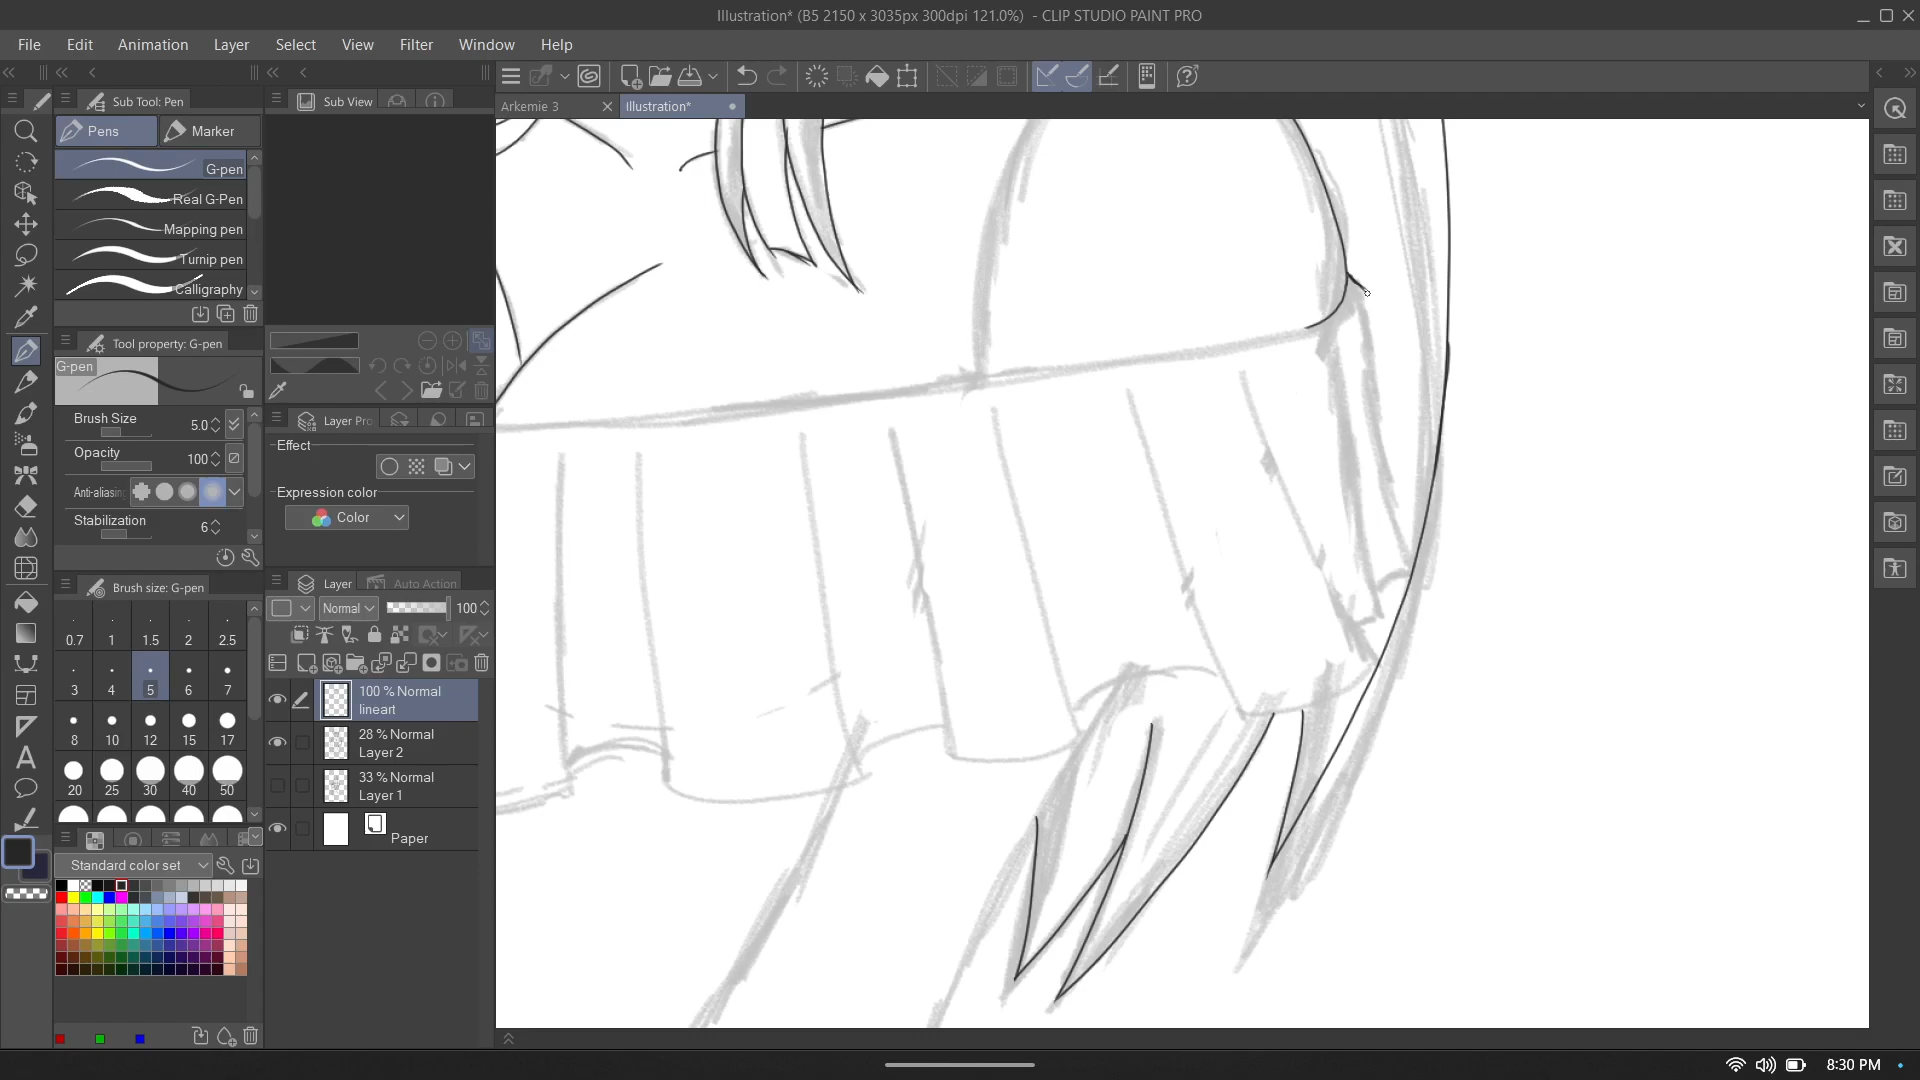 Illustration* (B5 2150 x 3035px 300dpi 121.0%) - CLIP STUDIO PAINT PRO
File Edit Animation Layer Select View Filter Window Help
Sub Tool: Pen
Sub View
Arkemie 3
Illustration*
Pens
Marker
G-pen
Real G-Pen
Mapping pen
Turnip pen
Calligraphy
Tool property: G-pen
G-pen
Brush Size 5.0
Opacity 100
Anti-aliasing
Stabilization 6
Layer Pro
Effect
Expression color
Color
Brush size: G-pen
0.7 1 1.5 2 2.5
3 4 5 6 7
8 10 12 15 17
20 25 30 40 50
Layer
Auto Action
Normal 100
100 % Normal
lineart
28 % Normal
Layer 2
33 % Normal
Layer 1
Paper
Standard color set
8:30 PM